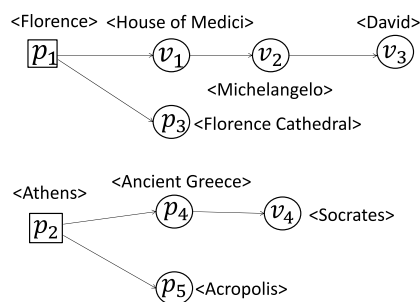 <Florence> <House of Medici> <David>
p₁ v₁ v₂ v₃
<Michelangelo>
p₃ <Florence Cathedral>
<Athens> <Ancient Greece>
p₂ p₄ v₄ <Socrates>
p₅ <Acropolis>